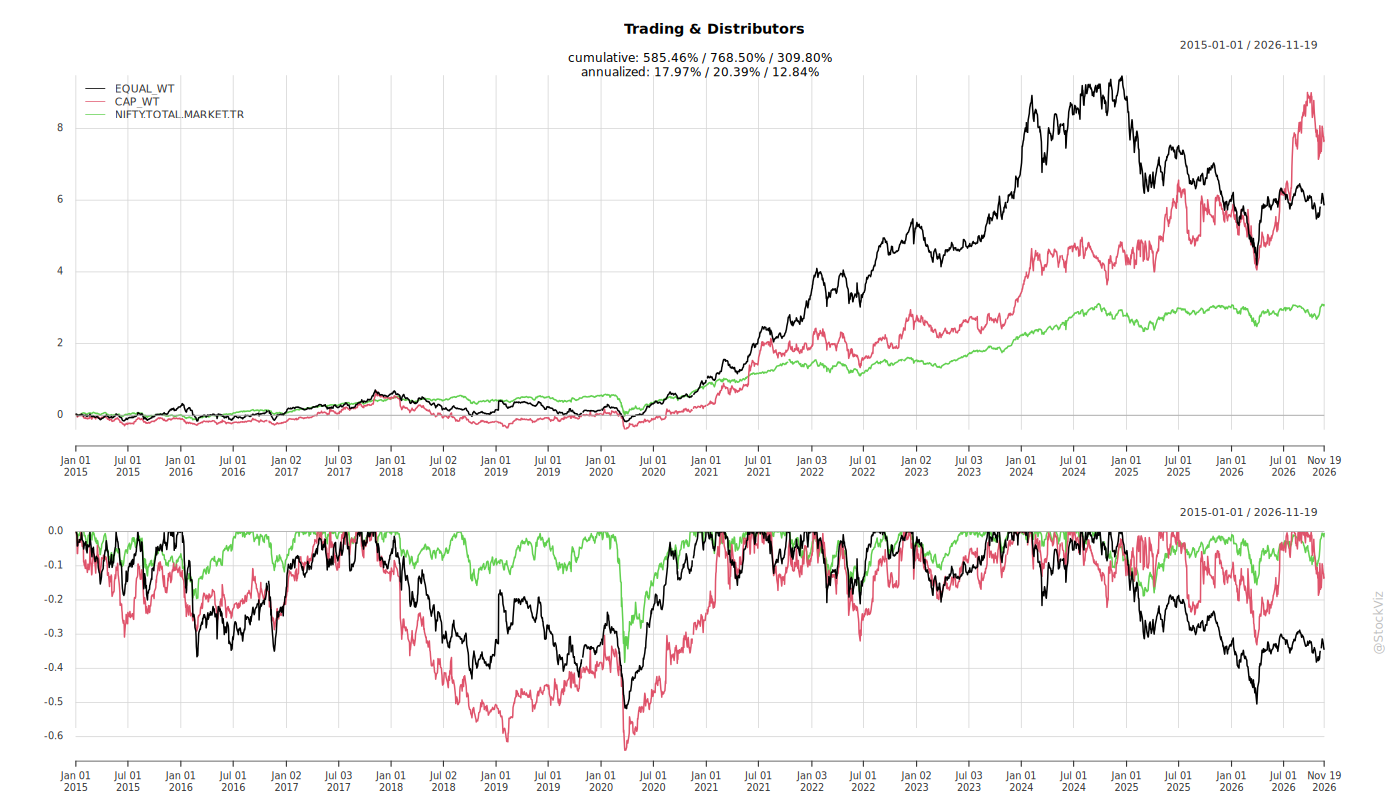 Trading & Distributors
2015-01-01 / 2026-11-19
cumulative: 585.46% / 768.50% / 309.80%
annualized: 17.97% / 20.39% / 12.84%
EQUAL_WT
CAP_WT
NIFTY.TOTAL.MARKET.TR
8
6
4
2
0
Jan 01 Jul 01 Jan 01 Jul 01 Jan 02 Jul 03 Jan 01 Jul 02 Jan 01 Jul 01 Jan 01 Jul 01 Jan 01 Jul 01 Jan 03 Jul 01 Jan 02 Jul 03 Jan 01 Jul 01 Jan 01 Jul 01 Jan 01 Jul 01 Nov 19
2015 2015 2016 2016 2017 2017 2018 2018 2019 2019 2020 2020 2021 2021 2022 2022 2023 2023 2024 2024 2025 2025 2026 2026 2026
2015-01-01 / 2026-11-19
0.0
-0.1
-0.2
-0.3
-0.4
-0.5
-0.6
Jan 01 Jul 01 Jan 01 Jul 01 Jan 02 Jul 03 Jan 01 Jul 02 Jan 01 Jul 01 Jan 01 Jul 01 Jan 01 Jul 01 Jan 03 Jul 01 Jan 02 Jul 03 Jan 01 Jul 01 Jan 01 Jul 01 Jan 01 Jul 01 Nov 19
2015 2015 2016 2016 2017 2017 2018 2018 2019 2019 2020 2020 2021 2021 2022 2022 2023 2023 2024 2024 2025 2025 2026 2026 2026
@StockViz